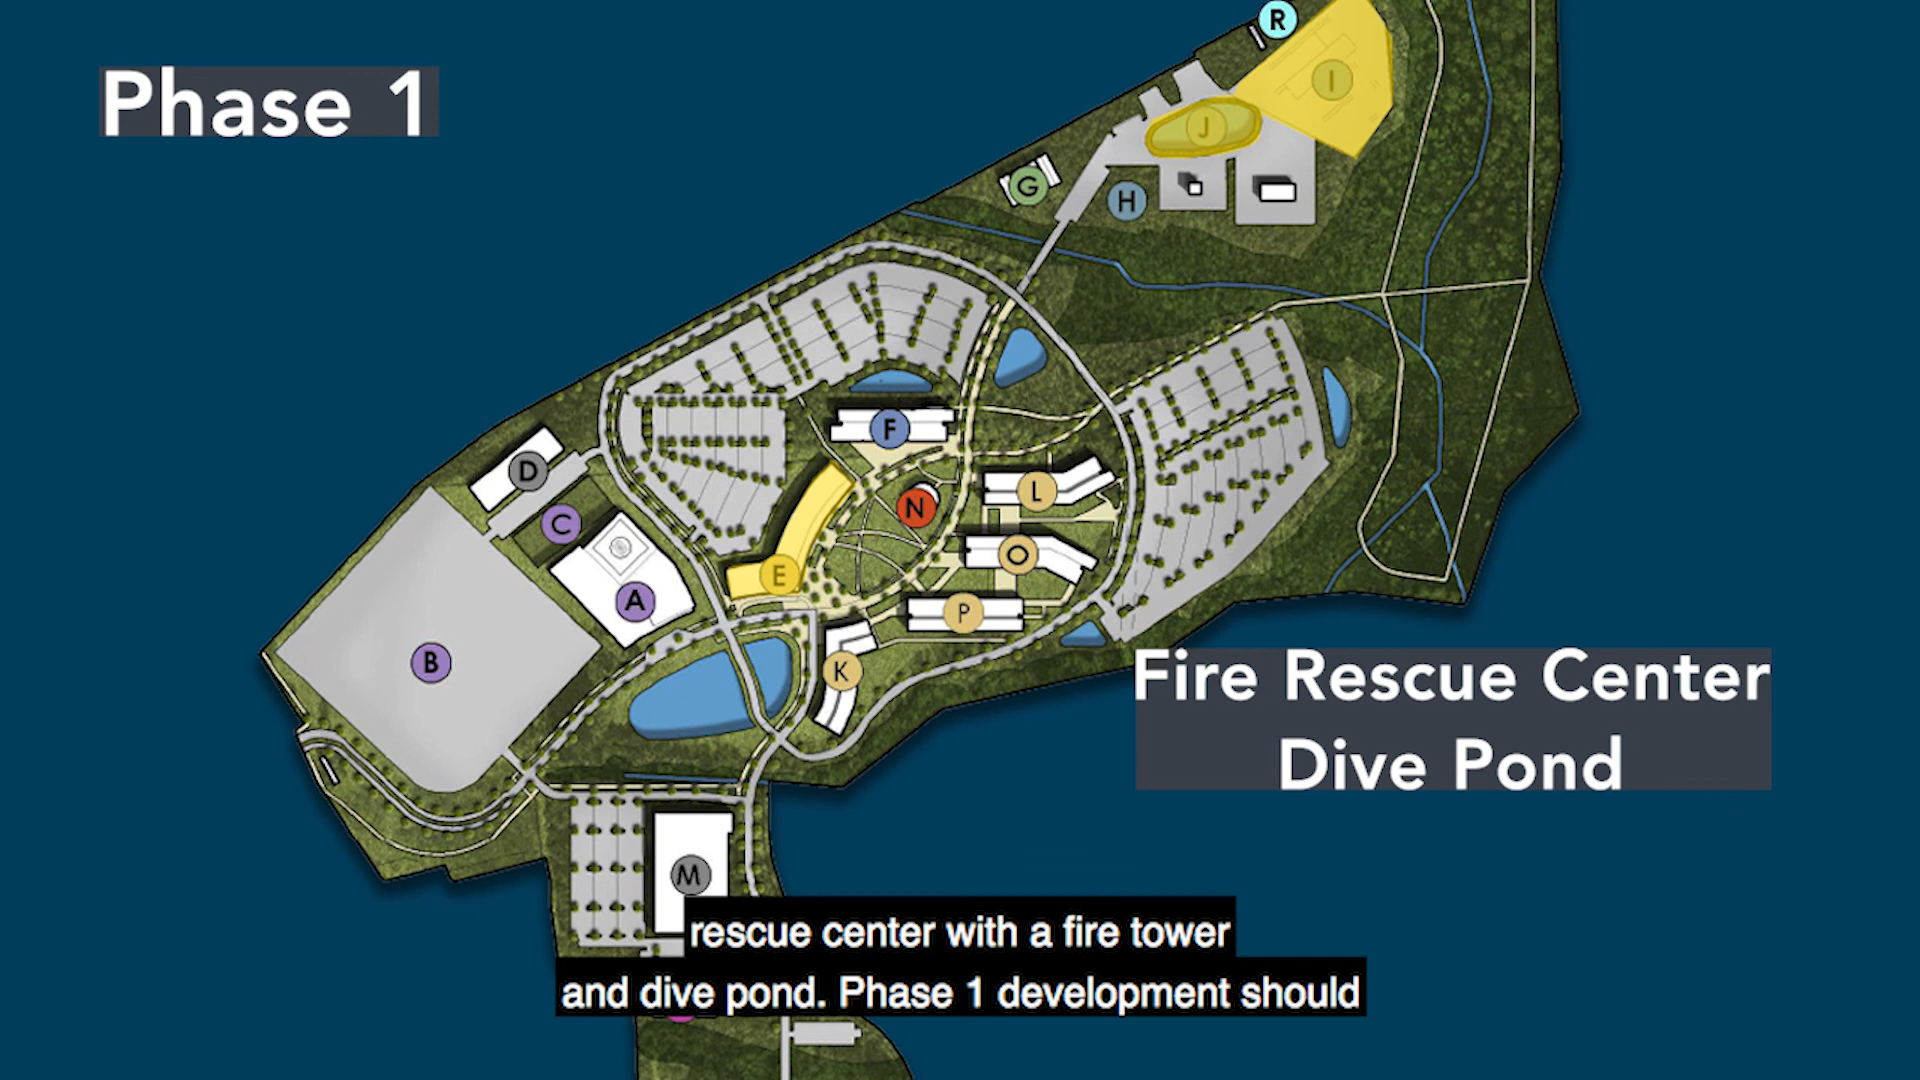 Phase 1
R
I
J
G
H
F
D
L
N
C
O
E
A
P
B
K
Fire Rescue Center
Dive Pond
M
rescue center with a fire tower
and dive pond. Phase 1 development should